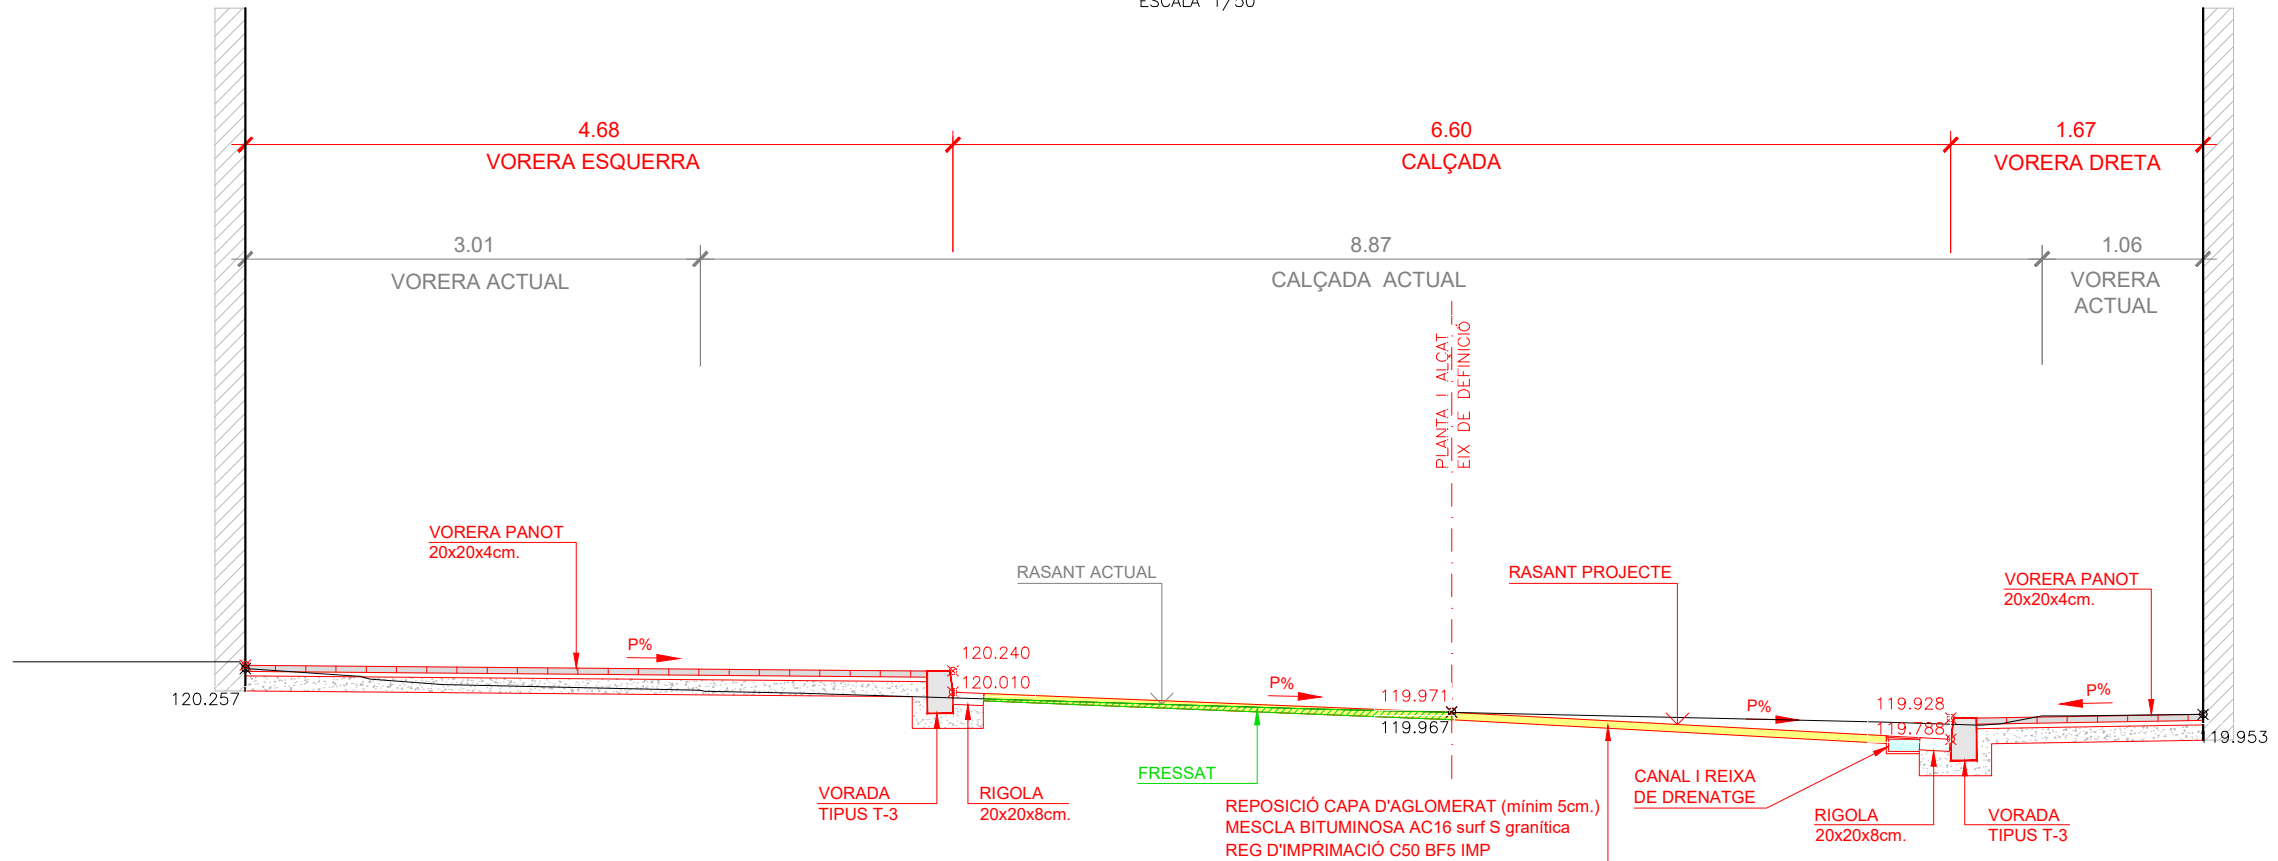 ESCALA 1/50
4.68
6.60
1.67
VORERA ESQUERRA
CALÇADA
VORERA DRETA
3.01
8.87
1.06
VORERA ACTUAL
CALÇADA ACTUAL
VORERA
ACTUAL
PLANTA I ALÇAT
EIX DE DEFINICIÓ
VORERA PANOT
20x20x4cm.
RASANT ACTUAL
RASANT PROJECTE
VORERA PANOT
20x20x4cm.
P%
120.240
120.010
120.257
P%
119.971
119.967
P%
119.928
119.788
P%
119.953
FRESSAT
VORADA
TIPUS T-3
RIGOLA
20x20x8cm.
CANAL I REIXA
DE DRENATGE
REPOSICIÓ CAPA D'AGLOMERAT (mínim 5cm.)
MESCLA BITUMINOSA AC16 surf S granítica
REG D'IMPRIMACIÓ C50 BF5 IMP
RIGOLA
20x20x8cm.
VORADA
TIPUS T-3